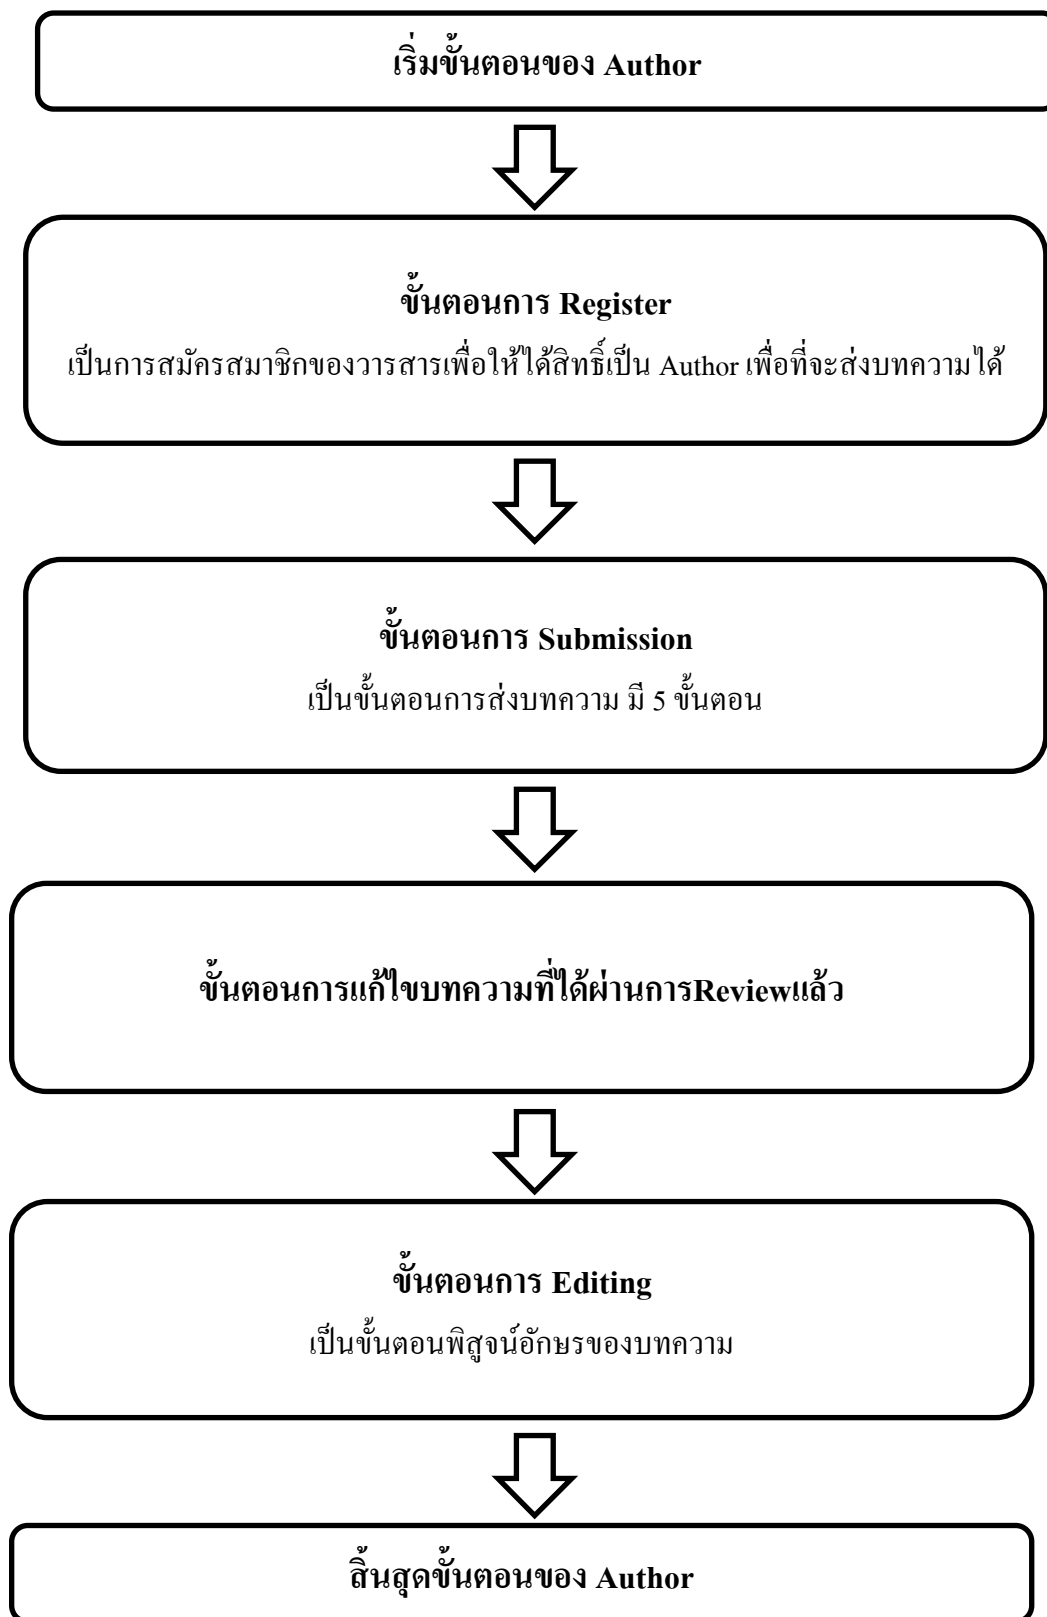 เริ่มขั้นตอนของ Author
ขั้นตอนการ Register
เป็นการสมัครสมาชิกของวารสารเพื่อให้ได้สิทธิ์เป็น Author เพื่อที่จะส่งบทความได้
ขั้นตอนการ Submission
เป็นขั้นตอนการส่งบทความ มี 5 ขั้นตอน
ขั้นตอนการแก้ไขบทความที่ได้ผ่านการReviewแล้ว
ขั้นตอนการ Editing
เป็นขั้นตอนพิสูจน์อักษรของบทความ
สิ้นสุดขั้นตอนของ Author